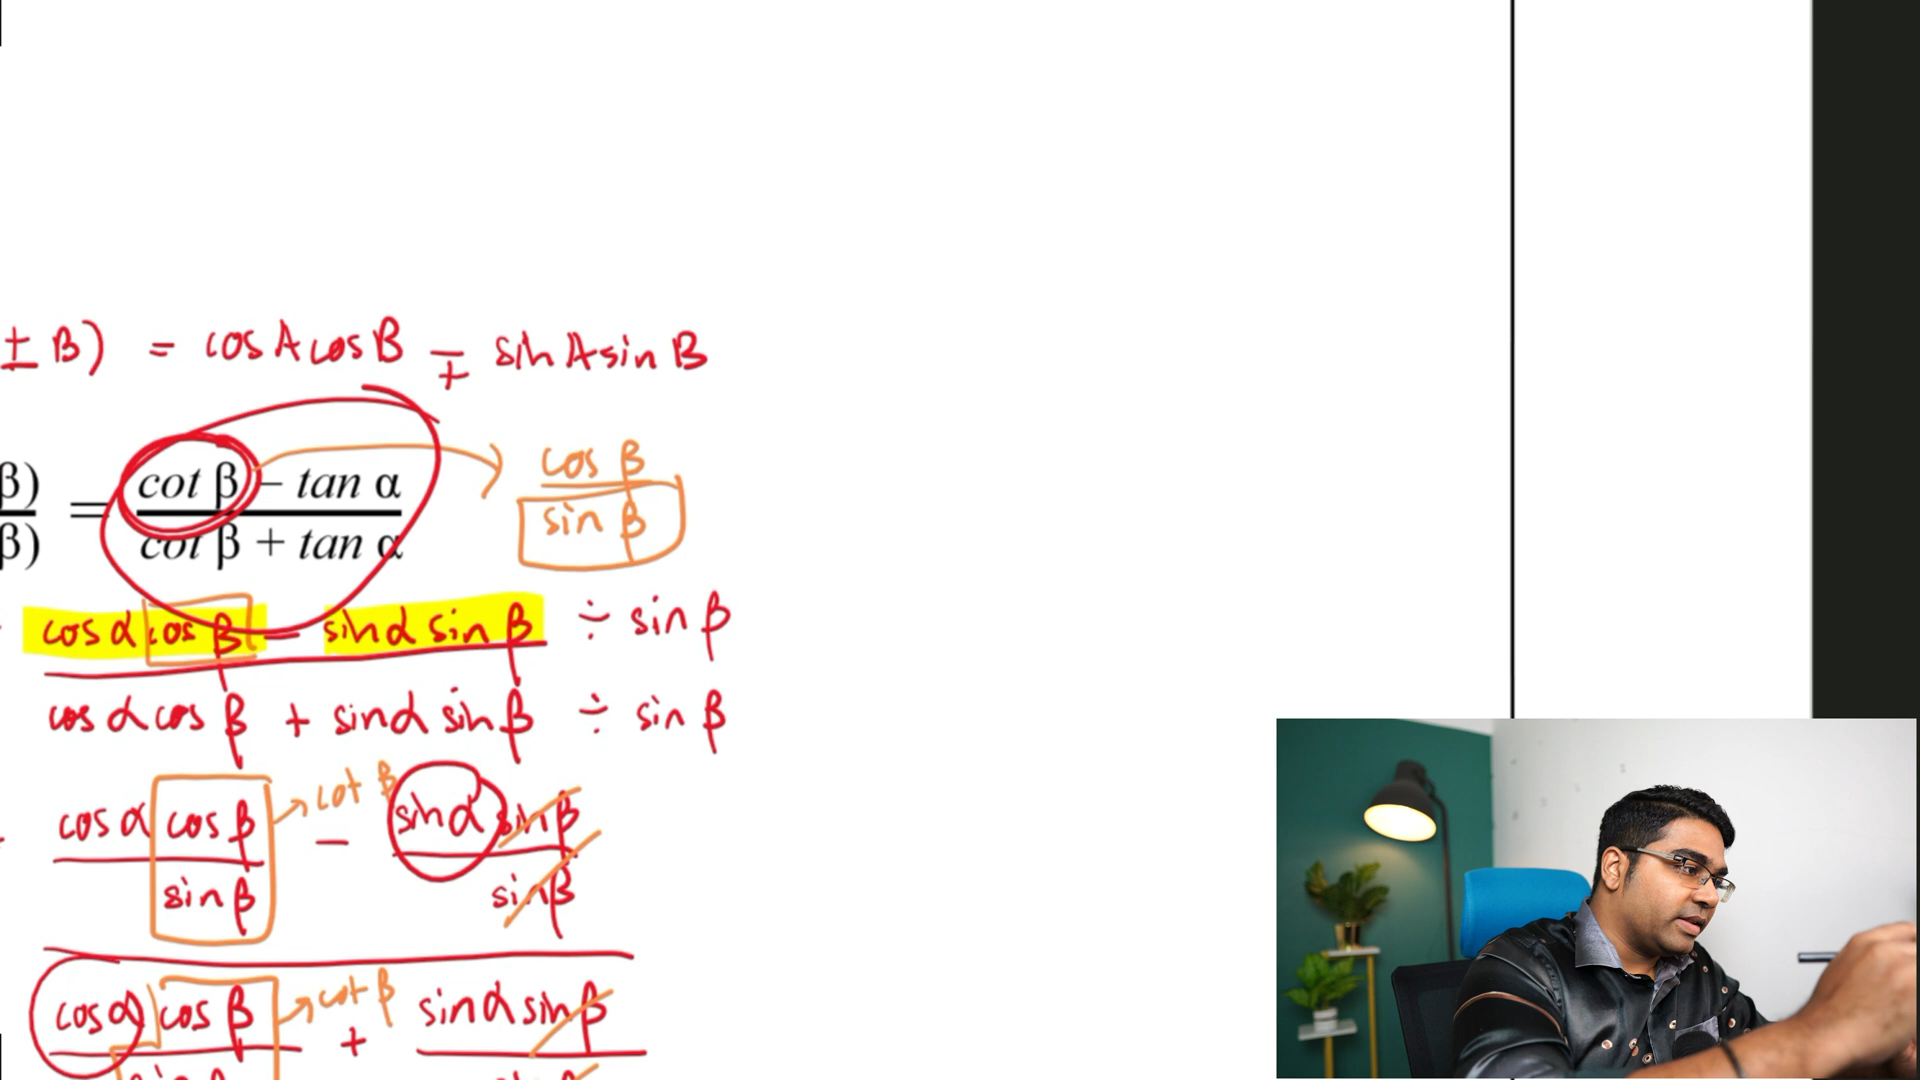 ± B) = cos A cos B ∓ sin A sin B
β) = cot β − tan α
β) cot β + tan α
cos β
sin β
cos α cos β − sin α sin β ÷ sin β
cos α cos β + sin α sin β ÷ sin β
cos α cos β → cot β − sin α sin β
sin β sin β
cos α cos β → cot β + sin α sin β